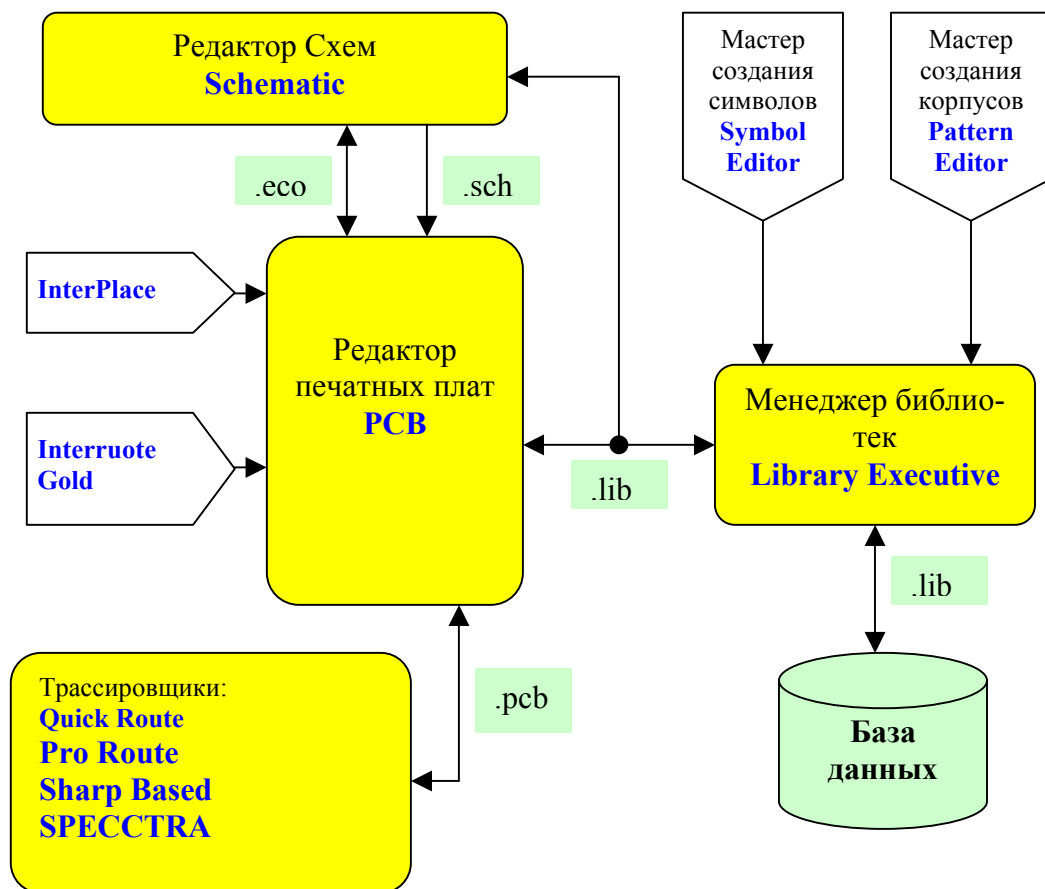 Редактор Схем
Schematic
Мастер
создания
символов
Symbol
Editor
Мастер
создания
корпусов
Pattern
Editor
.eco
.sch
InterPlace
Interruote
Gold
Редактор
печатных плат
PCB
.lib
Менеджер библио-
тек
Library Executive
.lib
Трассировщики:
Quick Route
Pro Route
Sharp Based
SPECCTRA
.pcb
База
данных